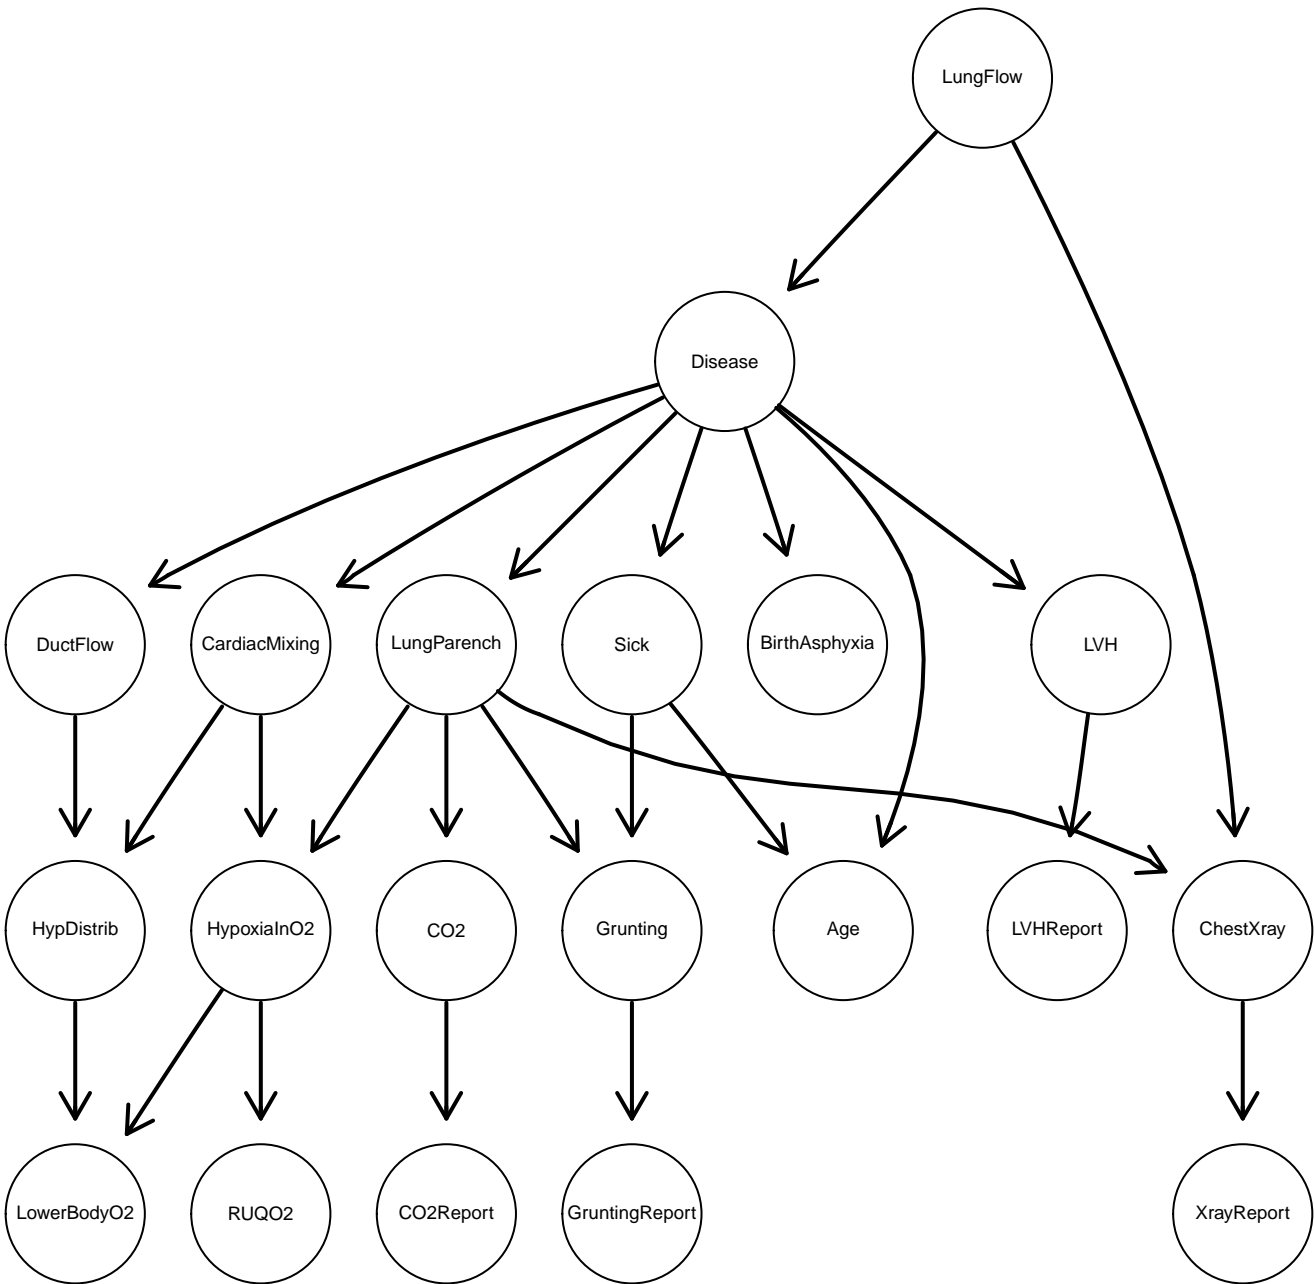 LungFlow
Disease
DuctFlow
CardiacMixing
LungParench
Sick
BirthAsphyxia
LVH
HypDistrib
HypoxiaInO2
CO2
Grunting
Age
LVHReport
ChestXray
LowerBodyO2
RUQO2
CO2Report
GruntingReport
XrayReport